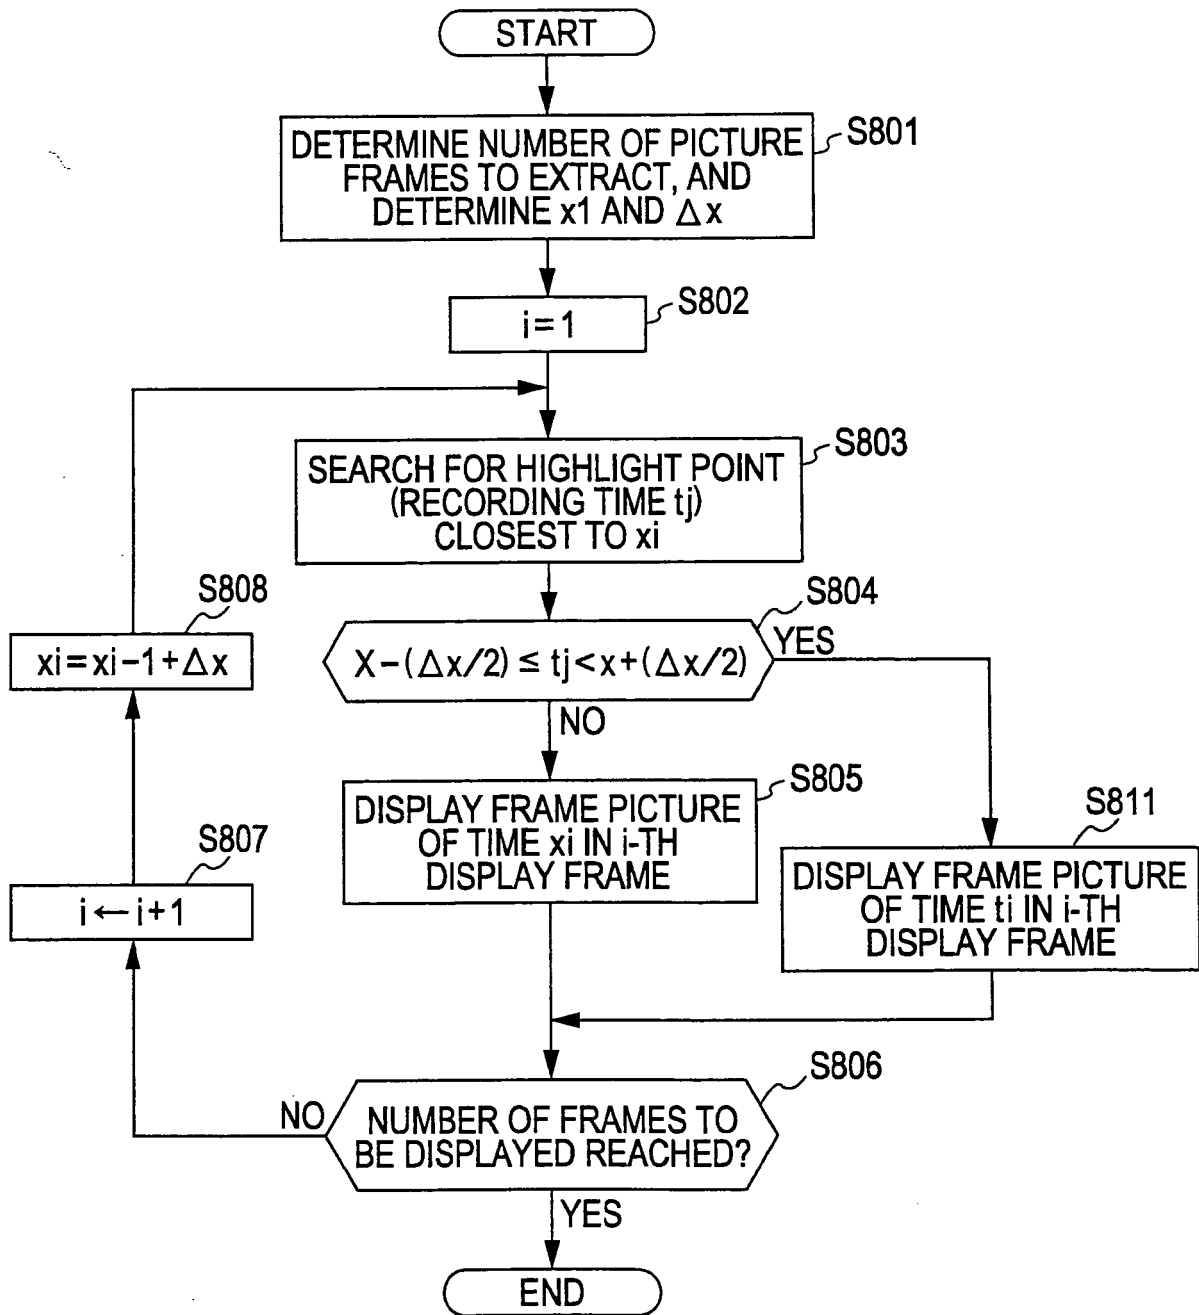 START
S801
DETERMINE NUMBER OF PICTURE
FRAMES TO EXTRACT, AND
DETERMINE x1 AND Δx
S802
i=1
S803
SEARCH FOR HIGHLIGHT POINT
(RECORDING TIME tj)
CLOSEST TO xi
S808
xi=xi-1+Δx
S804
X-(Δx/2) ≤ tj<x+(Δx/2)
YES
NO
S805
DISPLAY FRAME PICTURE
OF TIME xi IN i-TH
DISPLAY FRAME
S811
DISPLAY FRAME PICTURE
OF TIME ti IN i-TH
DISPLAY FRAME
S807
i←i+1
S806
NUMBER OF FRAMES TO
BE DISPLAYED REACHED?
NO
YES
END